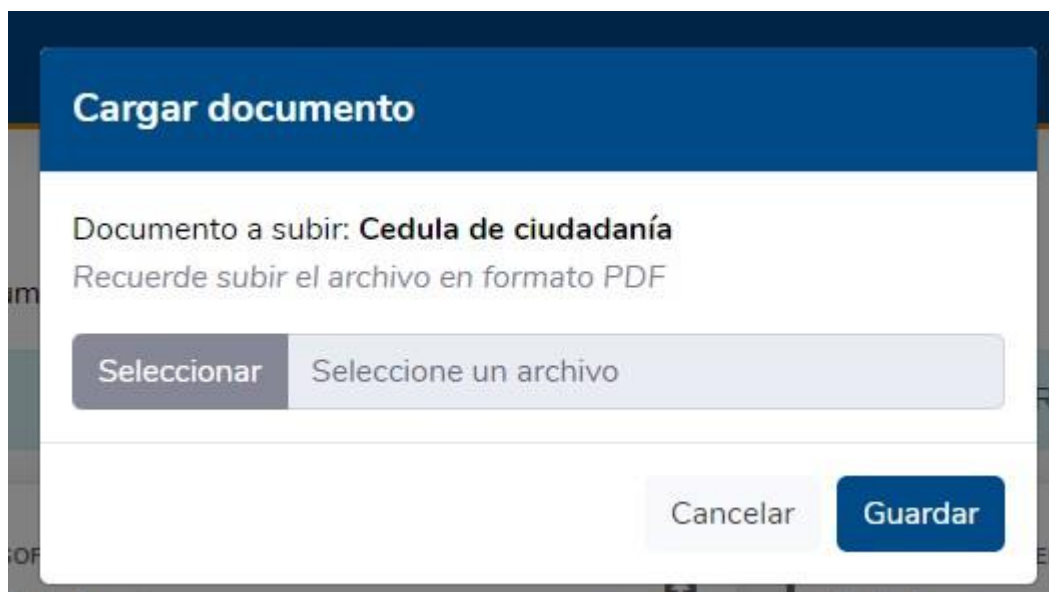 Cargar documento
Documento a subir: Cedula de ciudadanía
Recuerde subir el archivo en formato PDF
Seleccionar Seleccione un archivo
Cancelar Guardar